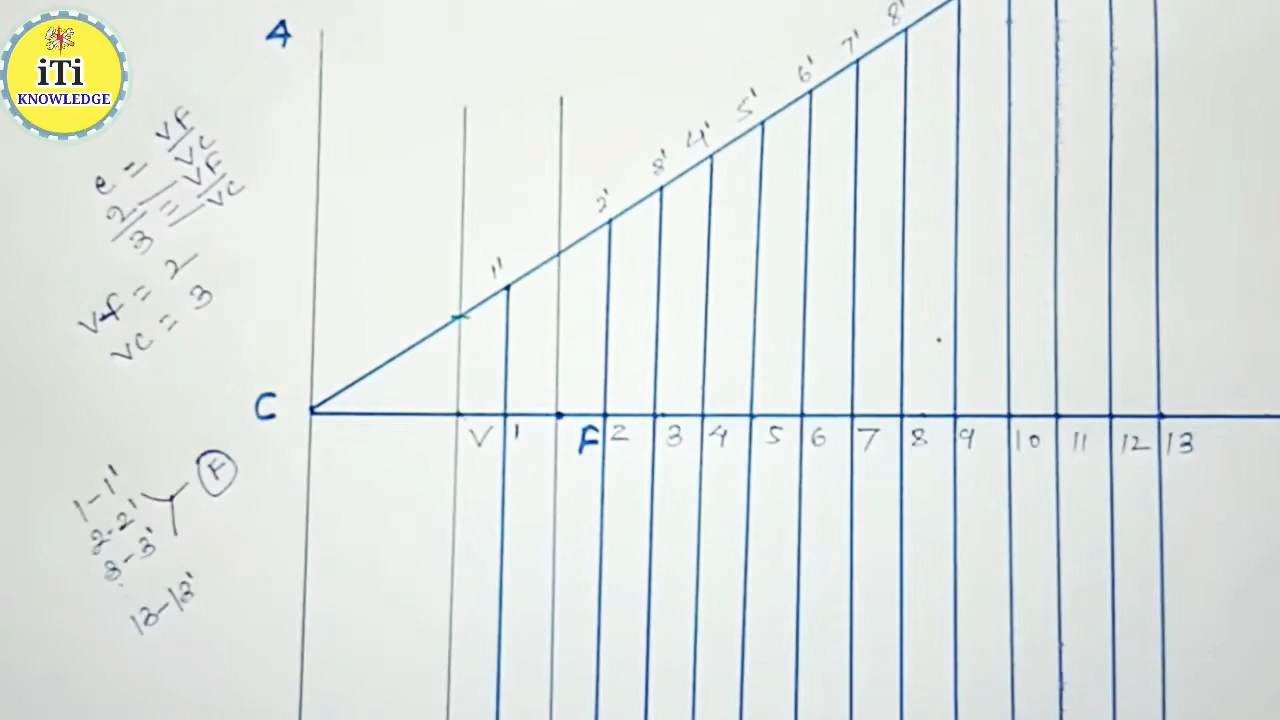 iTi
KNOWLEDGE
A
e = VF/VC
2/3 = VF/VC
VF = 2
VC = 3
1' 2' 3' 4' 5' 6' 7' 8'
C
V 1 F 2 3 4 5 6 7 8 9 10 11 12 13
1-1'
2-2'
3-3'
F
13-13'